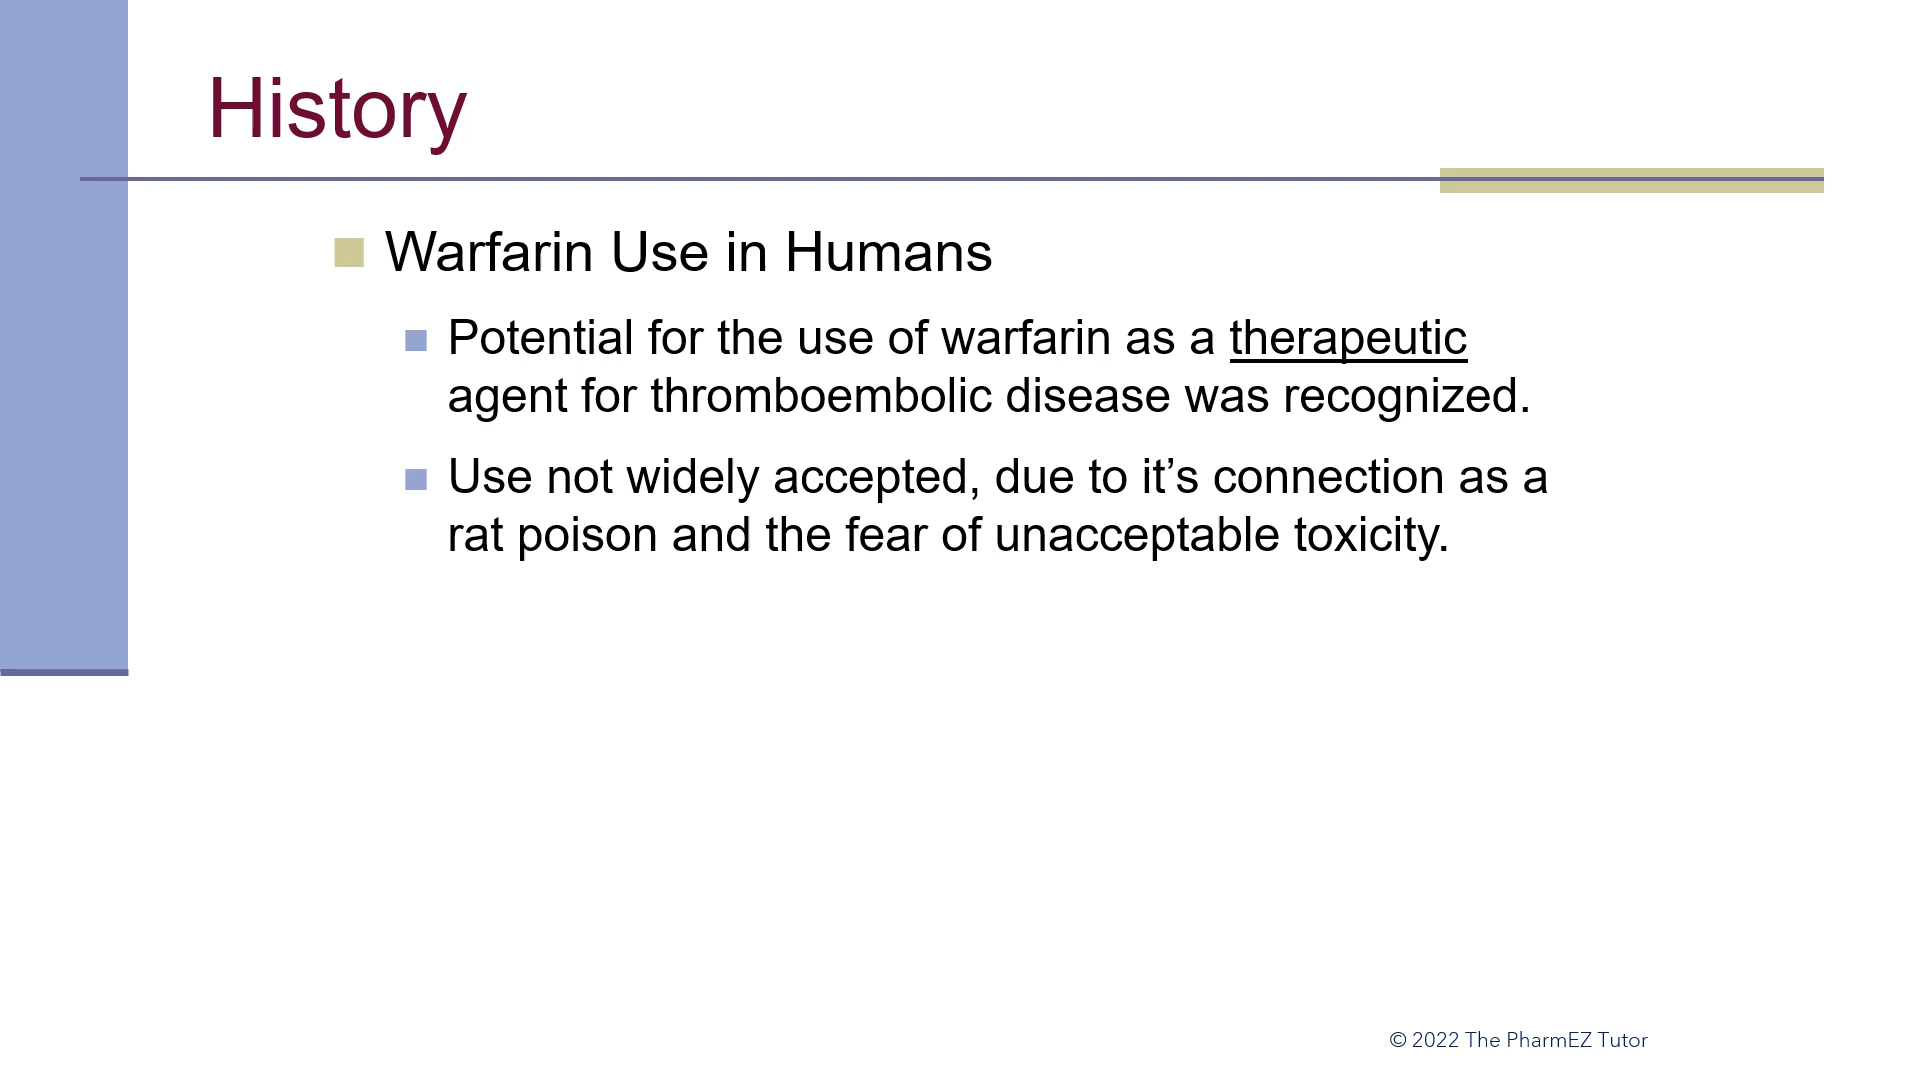 History
Warfarin Use in Humans
Potential for the use of warfarin as a therapeutic
agent for thromboembolic disease was recognized.
Use not widely accepted, due to it’s connection as a
rat poison and the fear of unacceptable toxicity.
© 2022 The PharmEZ Tutor